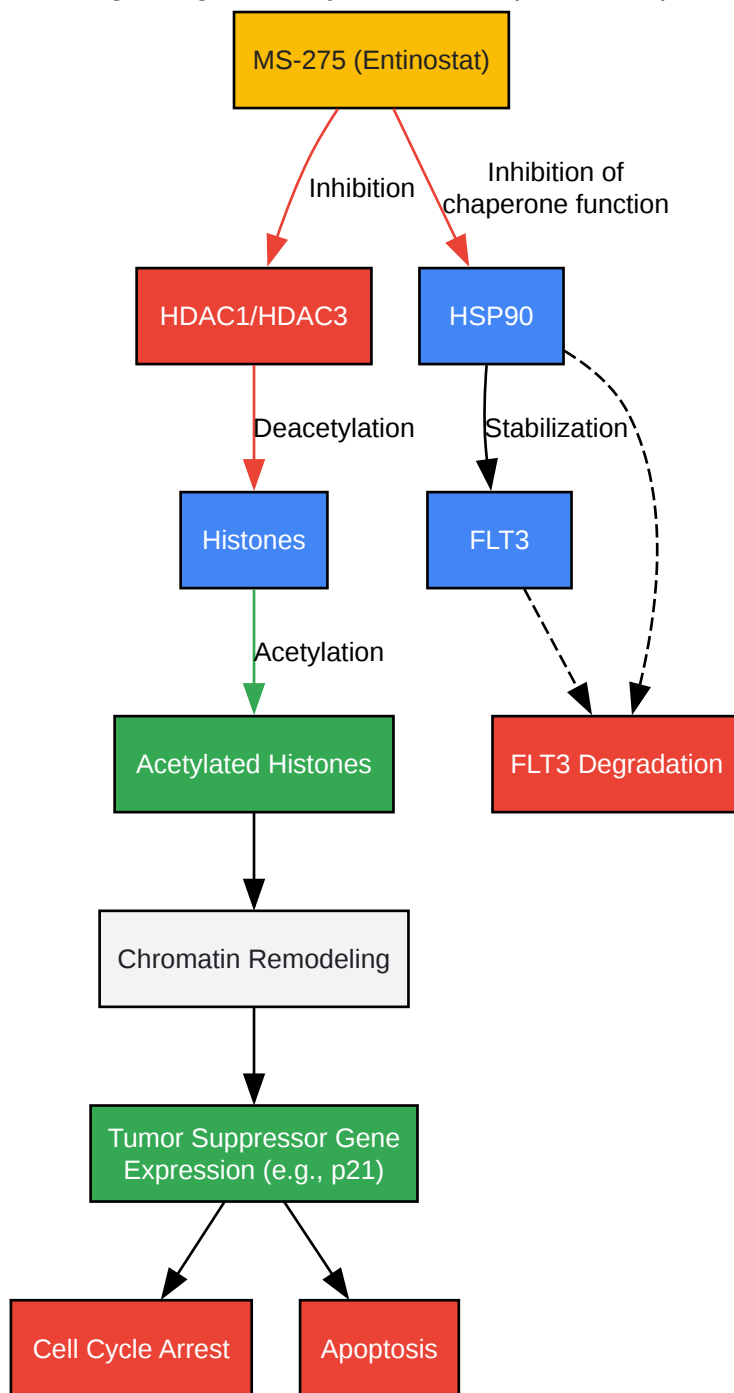 MS-275 (Entinostat)
Inhibition
Inhibition of
chaperone function
HDAC1/HDAC3
HSP90
Deacetylation
Stabilization
Histones
FLT3
Acetylation
Acetylated Histones
FLT3 Degradation
Chromatin Remodeling
Tumor Suppressor Gene
Expression (e.g., p21)
Cell Cycle Arrest
Apoptosis